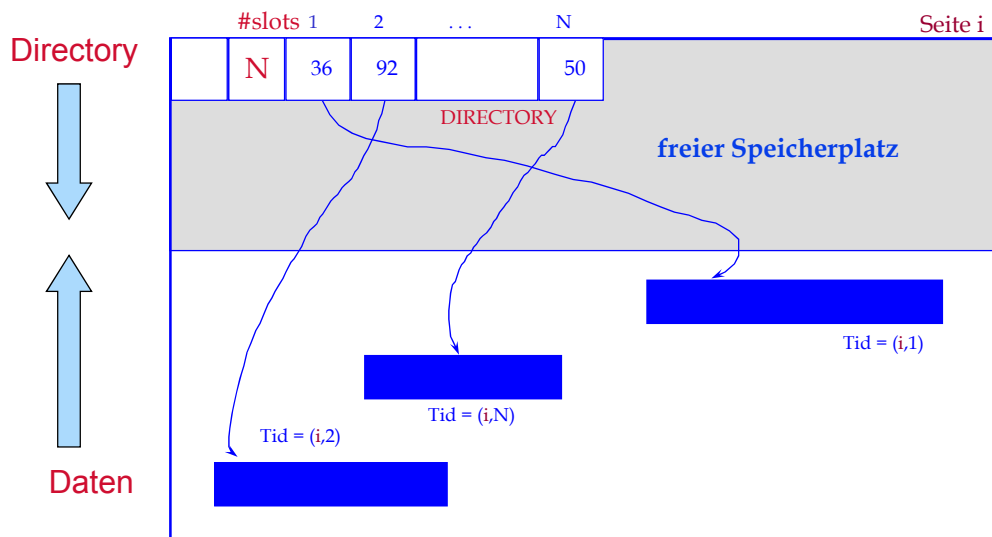 #slots 1 2 ... N Seite i
Directory
N 36 92 50
DIRECTORY
freier Speicherplatz
Tid = (i,1)
Tid = (i,N)
Tid = (i,2)
Daten